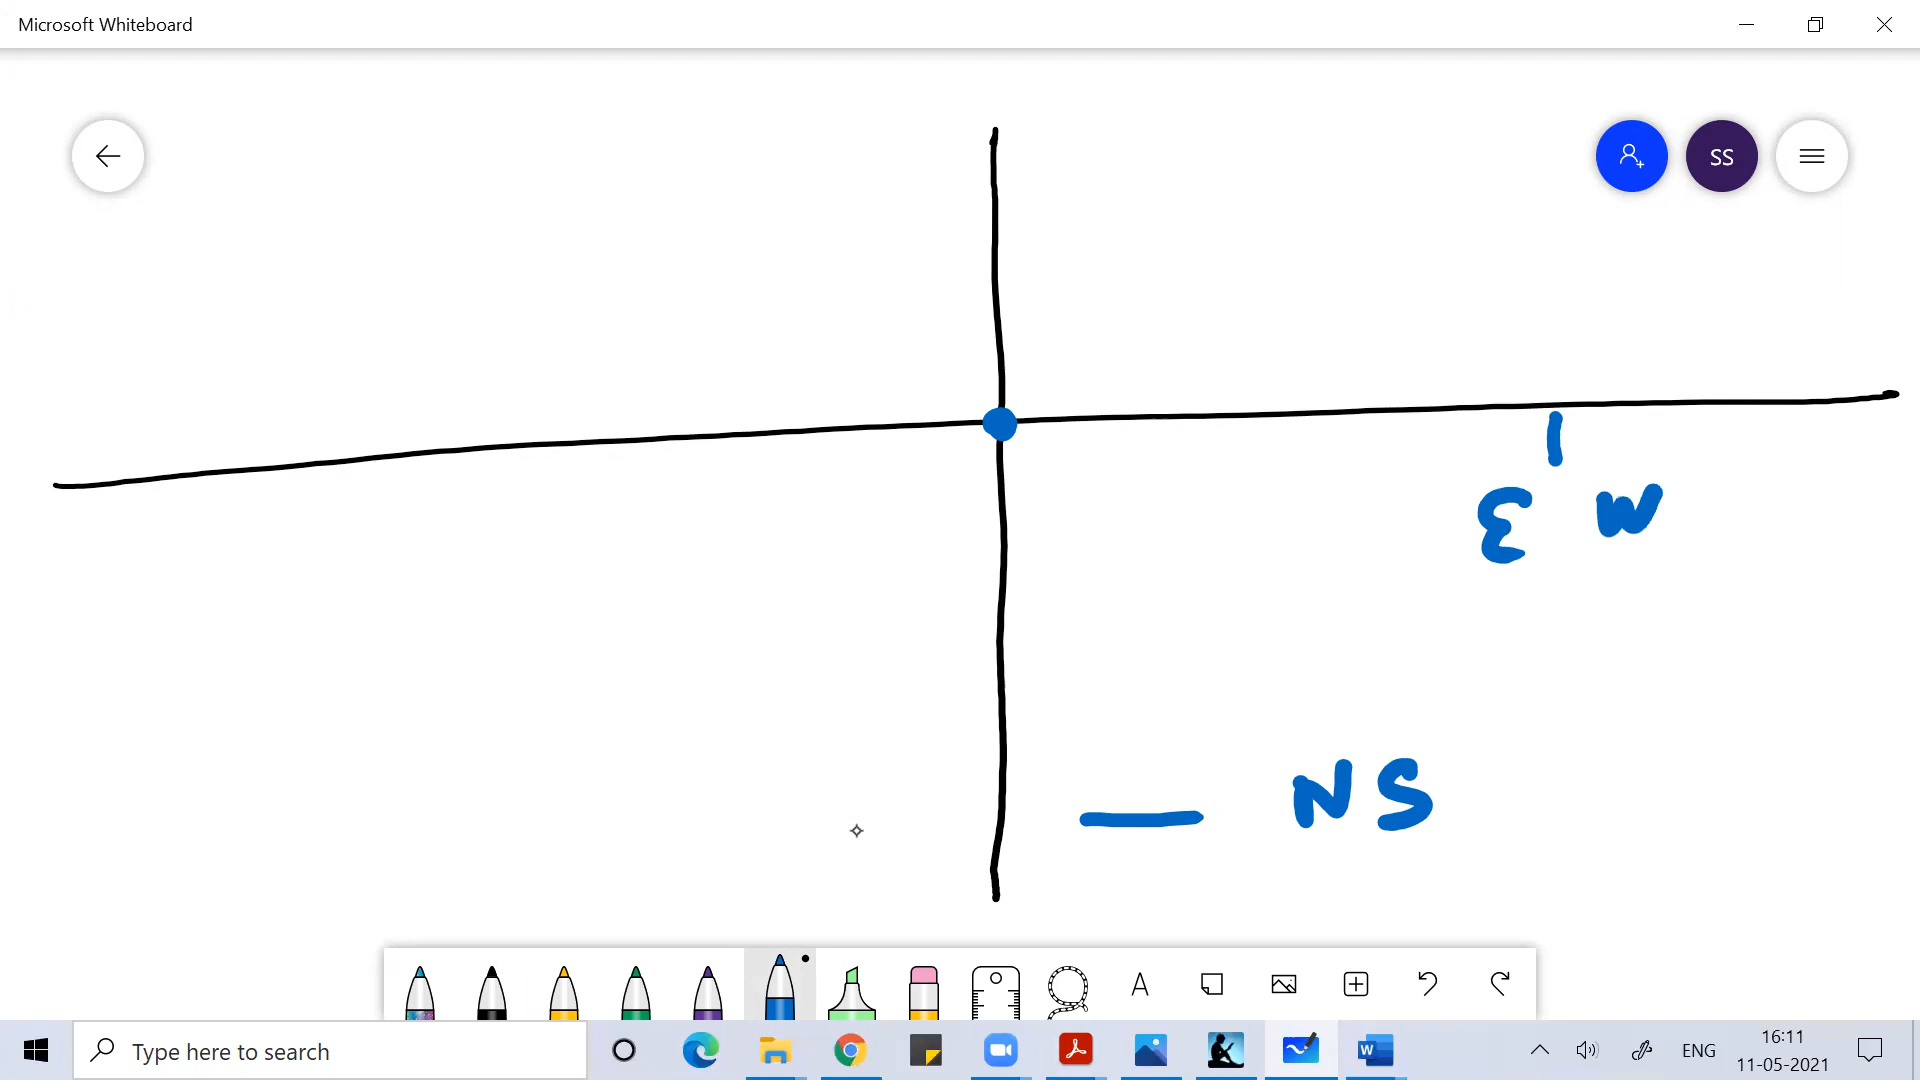 Microsoft Whiteboard
SS
E W
N S
A
Type here to search
ENG
16:11
11-05-2021